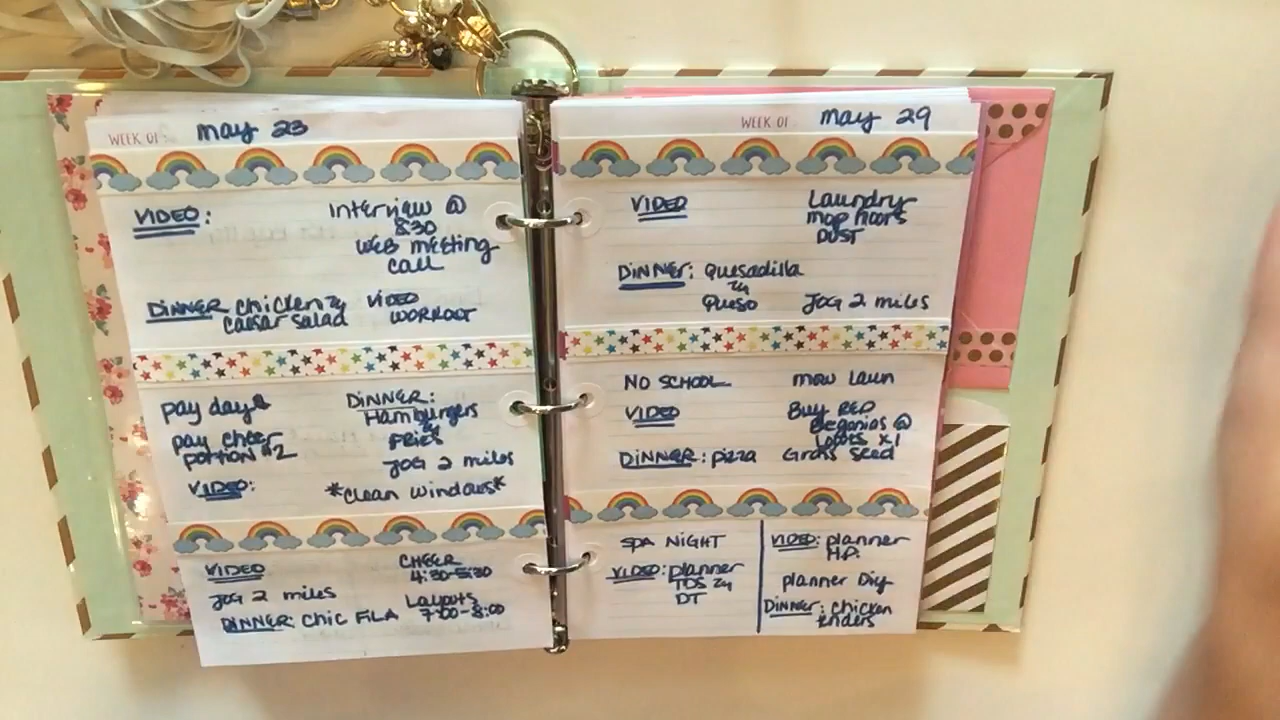 WEEK OF May 23
VIDEO:
Interview @
8:30
WEB Meeting
Call
DINNER Chicken
Caesar Salad
VIDEO
WORKOUT
pay day
pay cheer
portion #2
VIDEO:
DINNER:
Hamburgers
Fries
JOG 2 miles
*Clean windows*
VIDEO
JOG 2 miles
DINNER: Chic FILA
CHEER
4:30-5:30
Layouts
7:00-8:00
WEEK OF May 29
VIDEO
Laundry
mop floors
DUST
DINNER: Quesadilla
Queso
JOG 2 miles
NO SCHOOL
VIDEO
DINNER: pizza
mow Lawn
Buy RED
Begonias @
Lowes x1
Grass Seed
SPA NIGHT
VIDEO: planner
TDS
DT
VIDEO: planner
H.P.
planner Diy
DINNER: Chicken
tenders